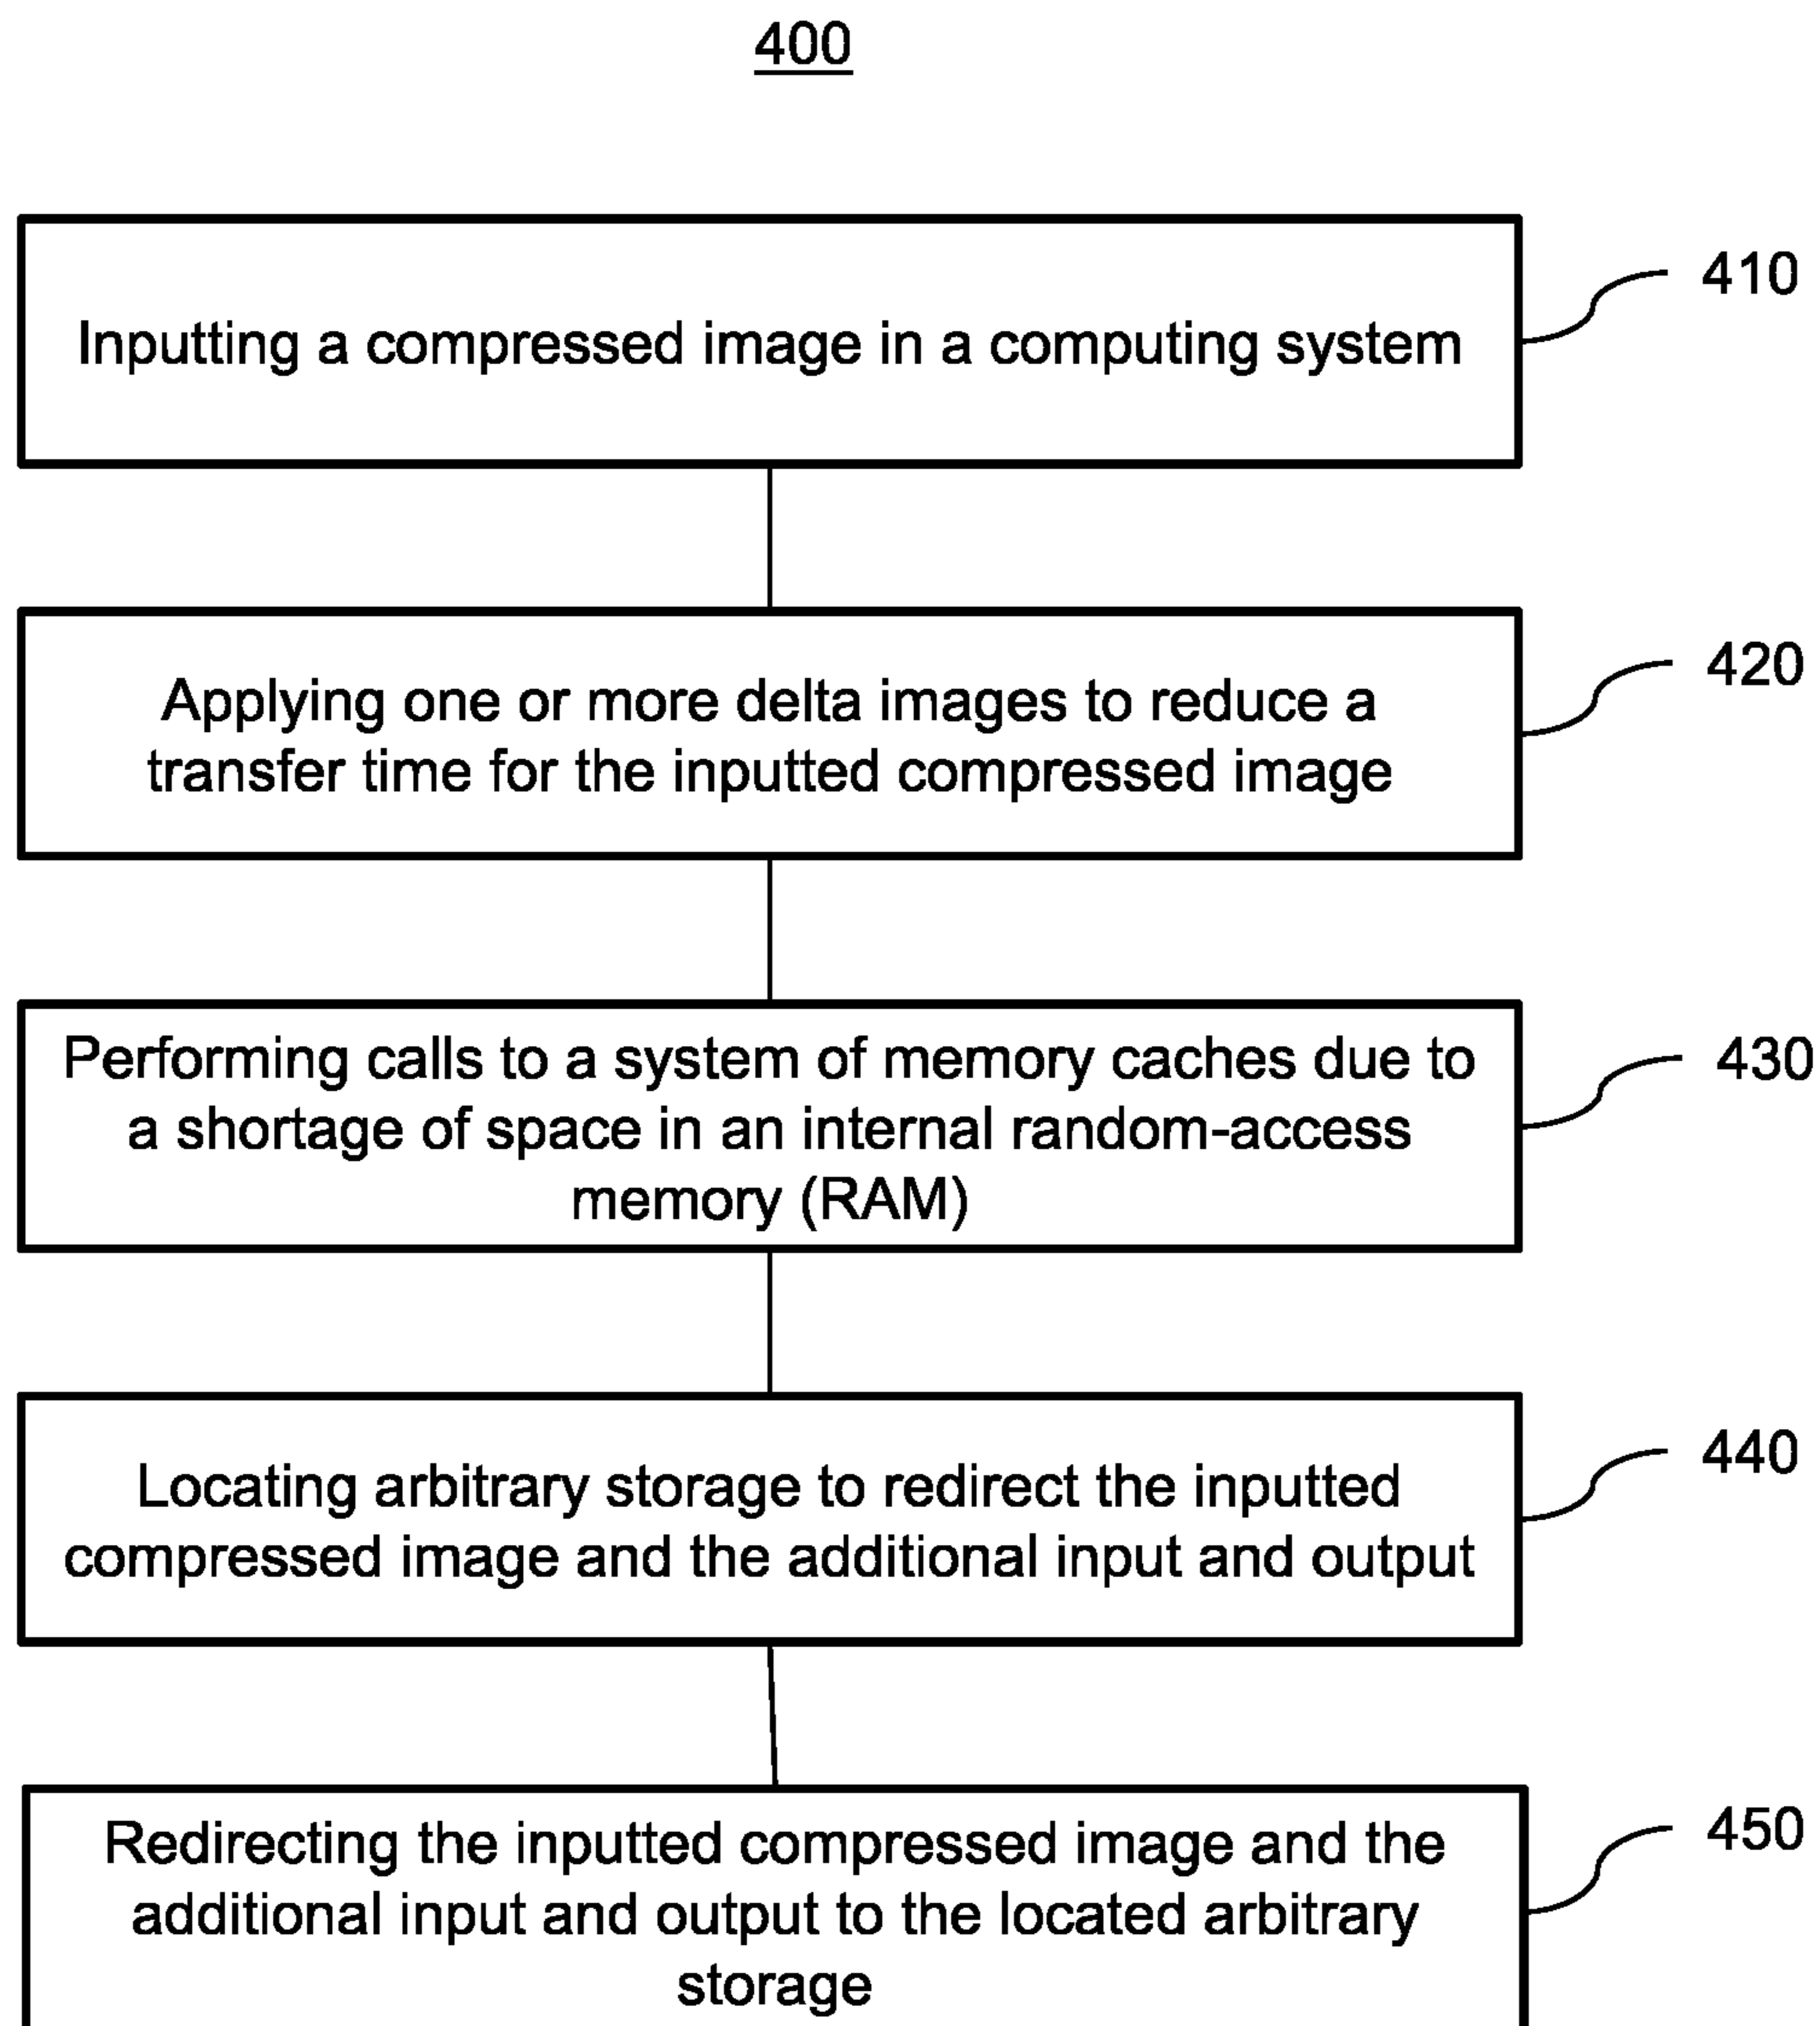 400
Inputting a compressed image in a computing system
410
Applying one or more delta images to reduce a
transfer time for the inputted compressed image
420
Performing calls to a system of memory caches due to
a shortage of space in an internal random-access
memory (RAM)
430
Locating arbitrary storage to redirect the inputted
compressed image and the additional input and output
440
Redirecting the inputted compressed image and the
additional input and output to the located arbitrary
storage
450